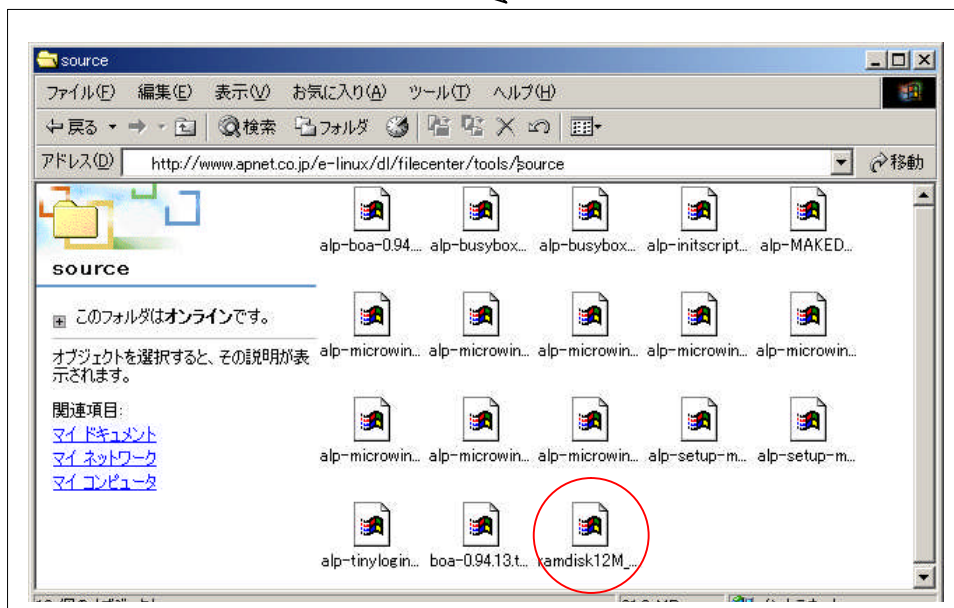 source
ファイル(F) 編集(E) 表示(V) お気に入り(A) ツール(T) ヘルプ(H)
戻る 検索 フォルダ
アドレス(D) http://www.apnet.co.jp/e-linux/dl/filecenter/tools/source 移動
source
このフォルダはオンラインです。
オブジェクトを選択すると、その説明が表
示されます。
関連項目:
マイ ドキュメント
マイ ネットワーク
マイ コンピュータ
alp-boa-0.94... alp-busybox... alp-busybox... alp-initscript... alp-MAKED...
alp-microwin... alp-microwin... alp-microwin... alp-microwin... alp-microwin...
alp-microwin... alp-microwin... alp-microwin... alp-setup-m... alp-setup-m...
alp-tinylogin... boa-0.94.13.t... ramdisk12M_...